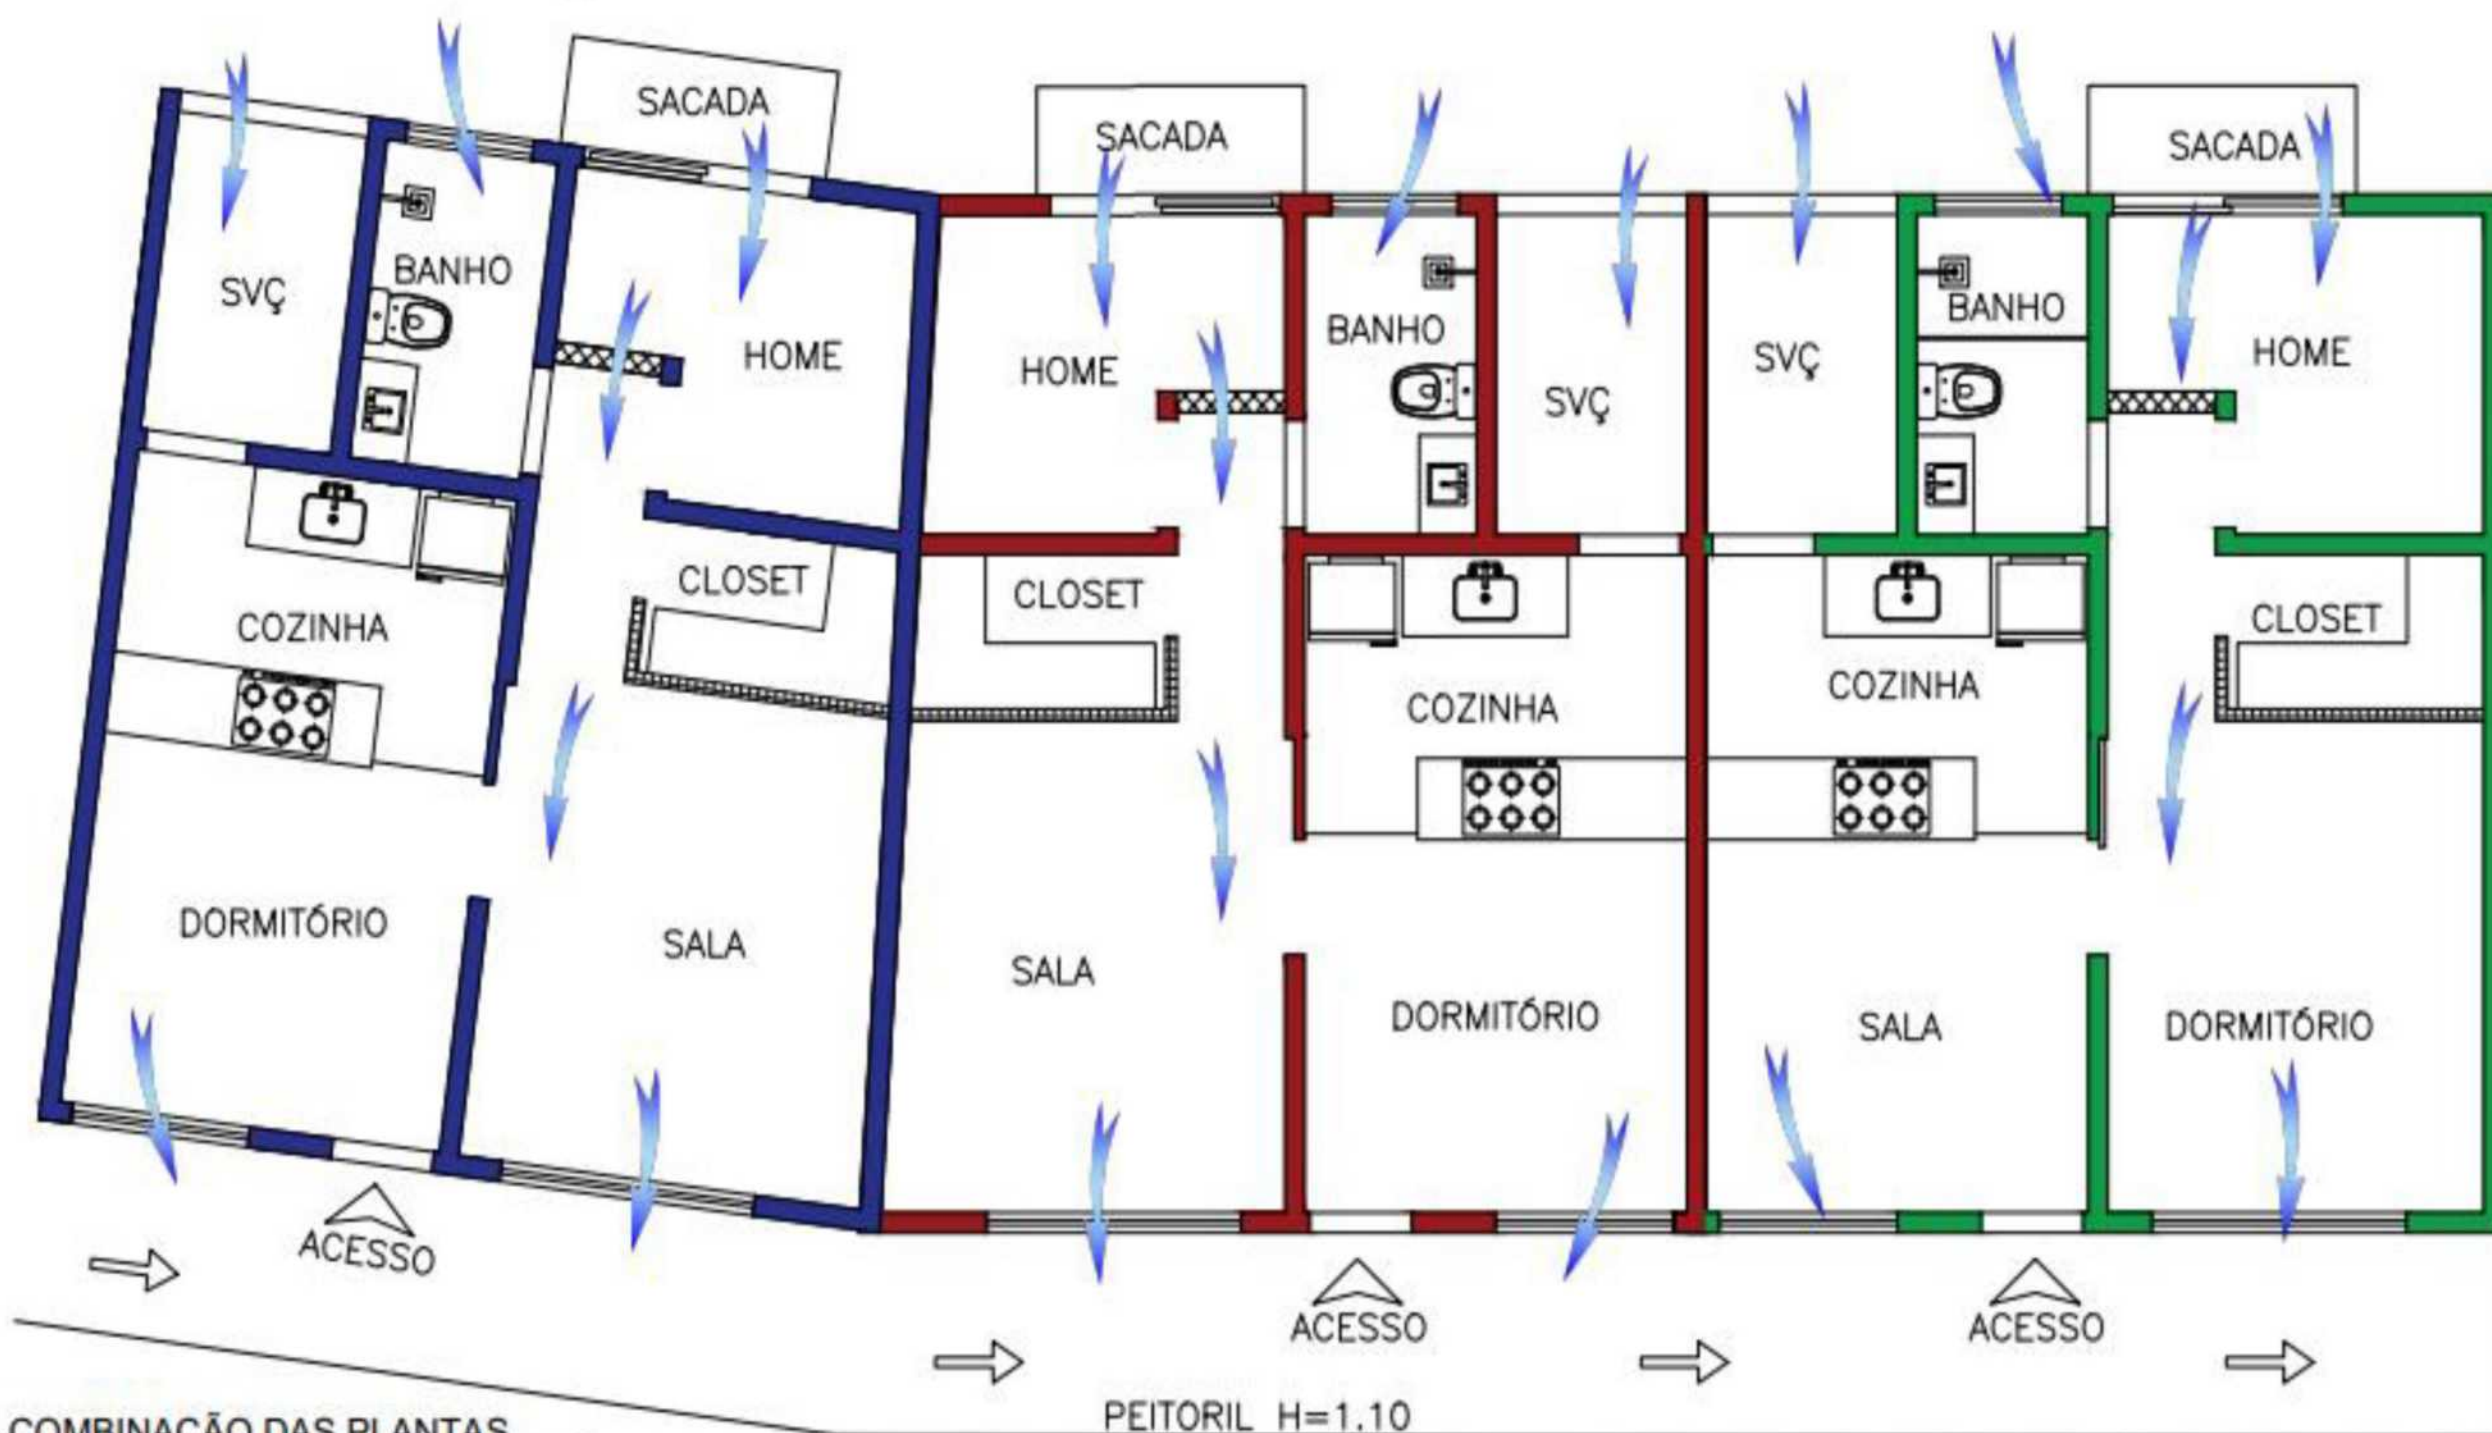 SACADA
SACADA
SACADA
SVÇ
BANHO
HOME
HOME
BANHO
SVÇ
SVÇ
BANHO
HOME
COZINHA
CLOSET
CLOSET
COZINHA
COZINHA
CLOSET
DORMITÓRIO
SALA
SALA
DORMITÓRIO
SALA
DORMITÓRIO
ACESSO
ACESSO
ACESSO
PEITORIL H=1.10
COMBINAÇÃO DAS PLANTAS